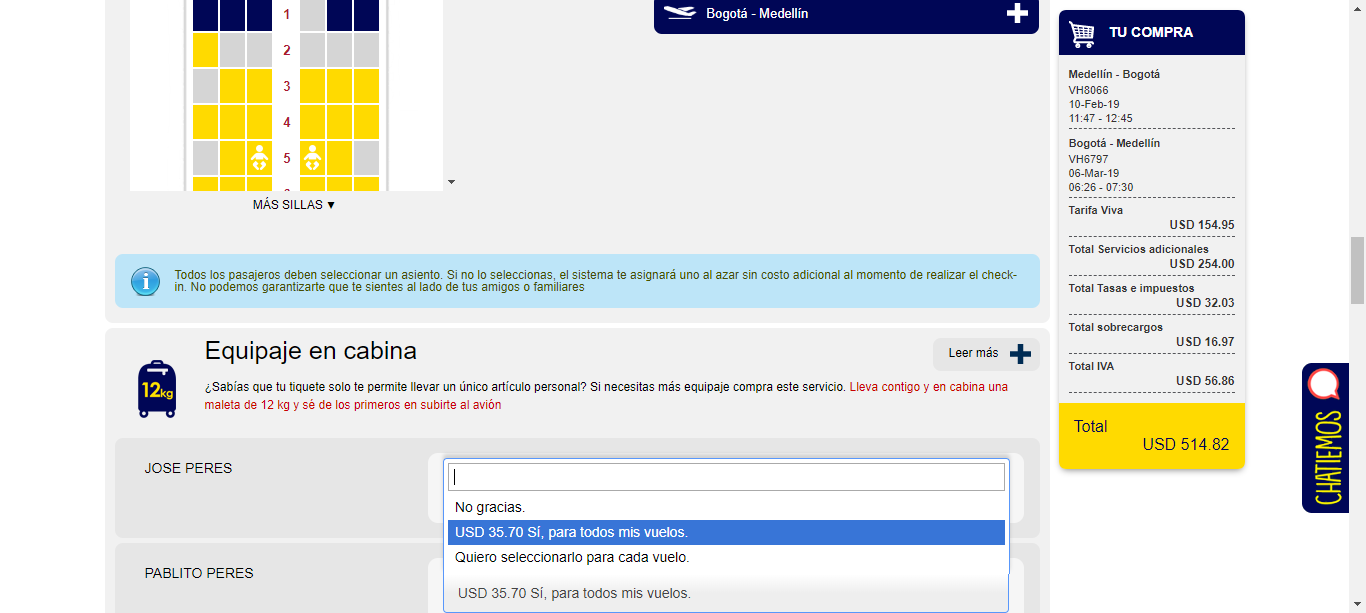 1
2
3
4
5
MÁS SILLAS ▼
Bogotá - Medellín
Todos los pasajeros deben seleccionar un asiento. Si no lo seleccionas, el sistema te asignará uno al azar sin costo adicional al momento de realizar el check-
in. No podemos garantizarte que te sientes al lado de tus amigos o familiares
12kg
Equipaje en cabina
Leer más
¿Sabías que tu tiquete solo te permite llevar un único artículo personal? Si necesitas más equipaje compra este servicio. Lleva contigo y en cabina una
maleta de 12 kg y sé de los primeros en subirte al avión
JOSE PERES
No gracias.
USD 35.70 Sí, para todos mis vuelos.
Quiero seleccionarlo para cada vuelo.
PABLITO PERES
USD 35.70 Sí, para todos mis vuelos.
TU COMPRA
Medellín - Bogotá
VH8066
10-Feb-19
11:47 - 12:45
Bogotá - Medellín
VH6797
06-Mar-19
06:26 - 07:30
Tarifa Viva
USD 154.95
Total Servicios adicionales
USD 254.00
Total Tasas e impuestos
USD 32.03
Total sobrecargos
USD 16.97
Total IVA
USD 56.86
Total
USD 514.82
CHATIEMOS